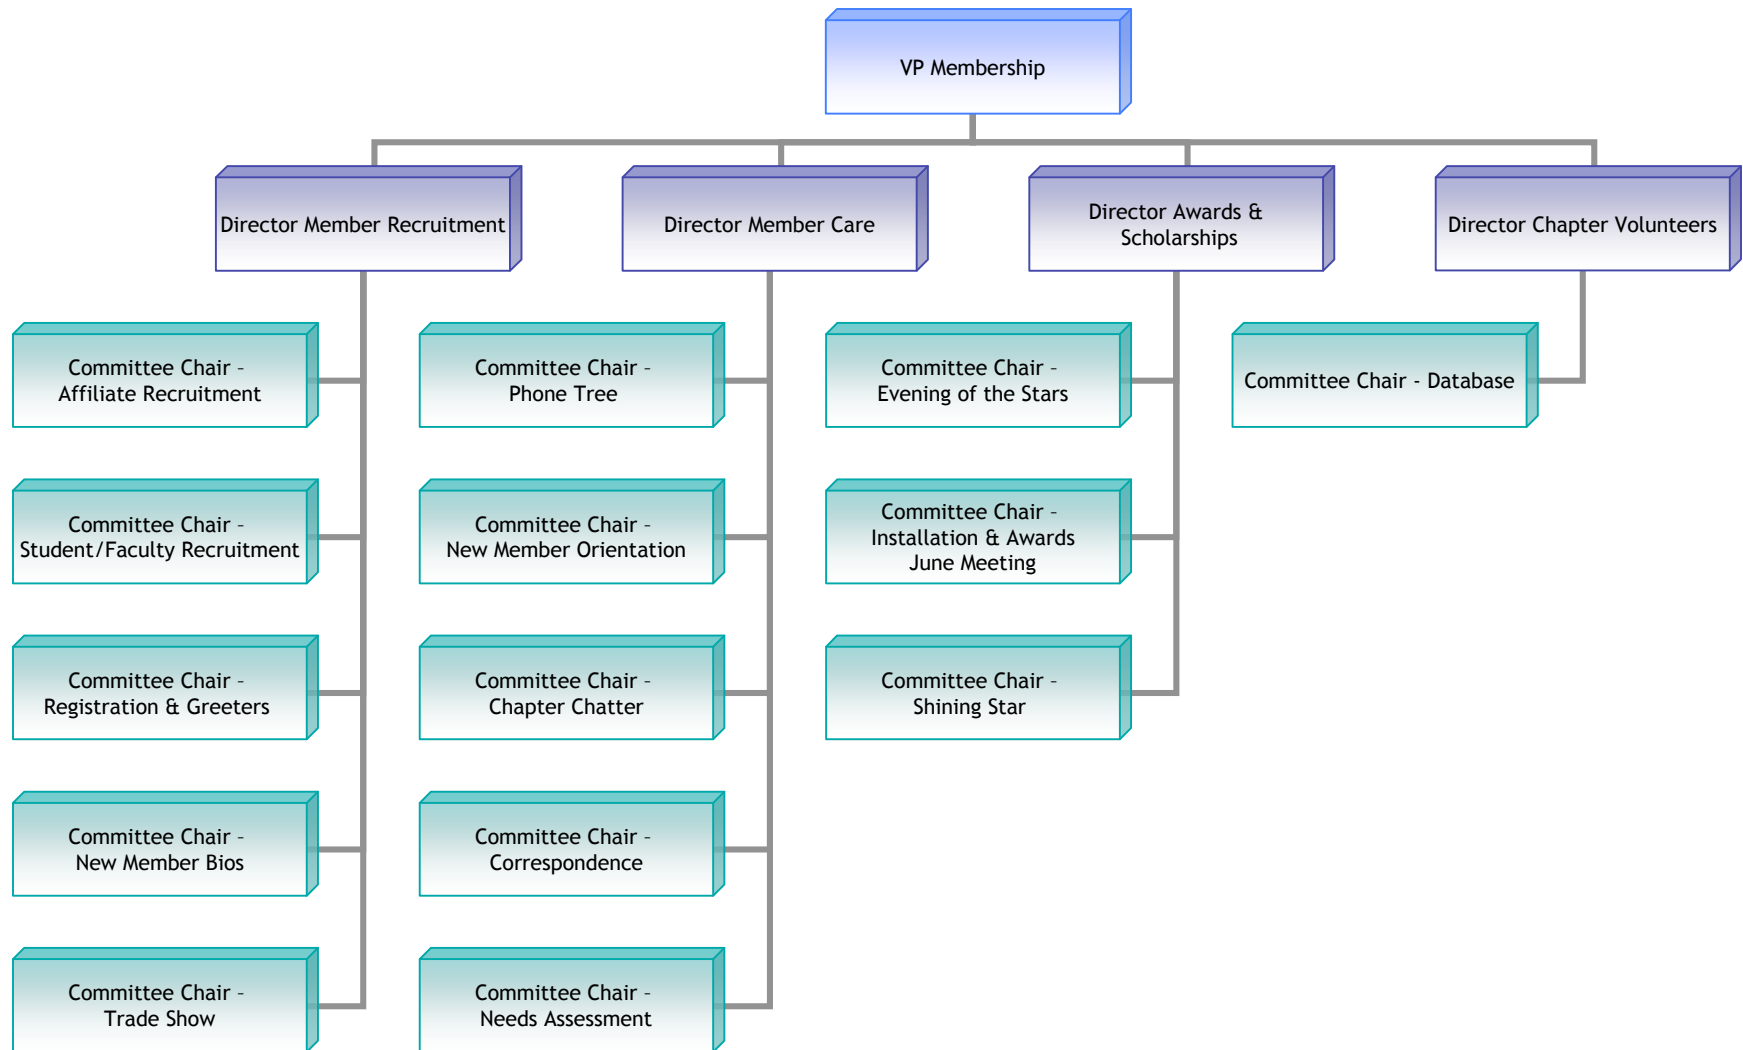 VP Membership
Director Member Recruitment
Director Member Care
Director Awards &
Scholarships
Director Chapter Volunteers
Committee Chair –
Affiliate Recruitment
Committee Chair –
Phone Tree
Committee Chair –
Evening of the Stars
Committee Chair - Database
Committee Chair –
Student/Faculty Recruitment
Committee Chair –
New Member Orientation
Committee Chair –
Installation & Awards
June Meeting
Committee Chair –
Registration & Greeters
Committee Chair –
Chapter Chatter
Committee Chair –
Shining Star
Committee Chair –
New Member Bios
Committee Chair –
Correspondence
Committee Chair –
Trade Show
Committee Chair –
Needs Assessment